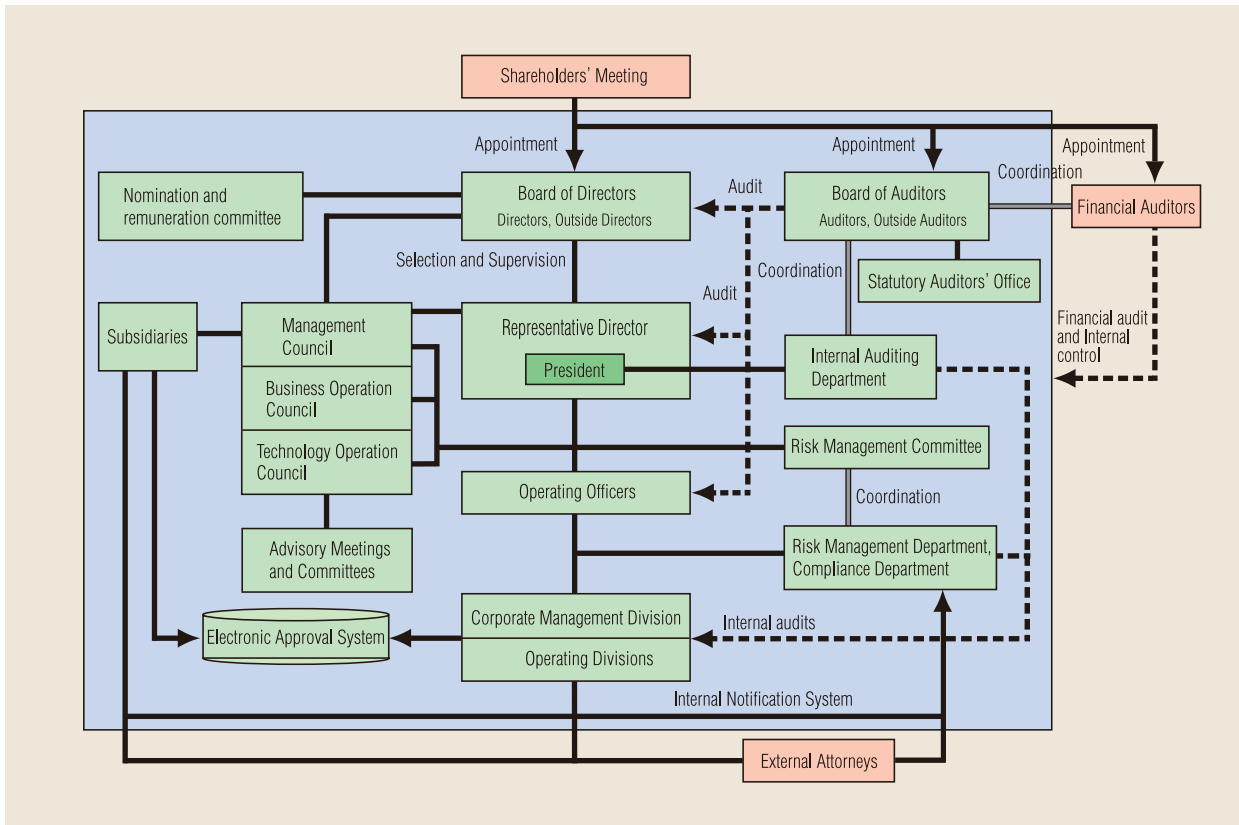 Shareholders' Meeting
Appointment
Appointment
Appointment
Coordination
Nomination and
remuneration committee
Board of Directors
Directors, Outside Directors
Audit
Board of Auditors
Auditors, Outside Auditors
Financial Auditors
Selection and Supervision
Coordination
Statutory Auditors' Office
Audit
Subsidiaries
Management
Council
Representative Director
President
Internal Auditing
Department
Financial audit
and Internal
control
Business Operation
Council
Technology Operation
Council
Risk Management Committee
Operating Officers
Coordination
Advisory Meetings
and Committees
Risk Management Department,
Compliance Department
Electronic Approval System
Corporate Management Division
Operating Divisions
Internal audits
Internal Notification System
External Attorneys